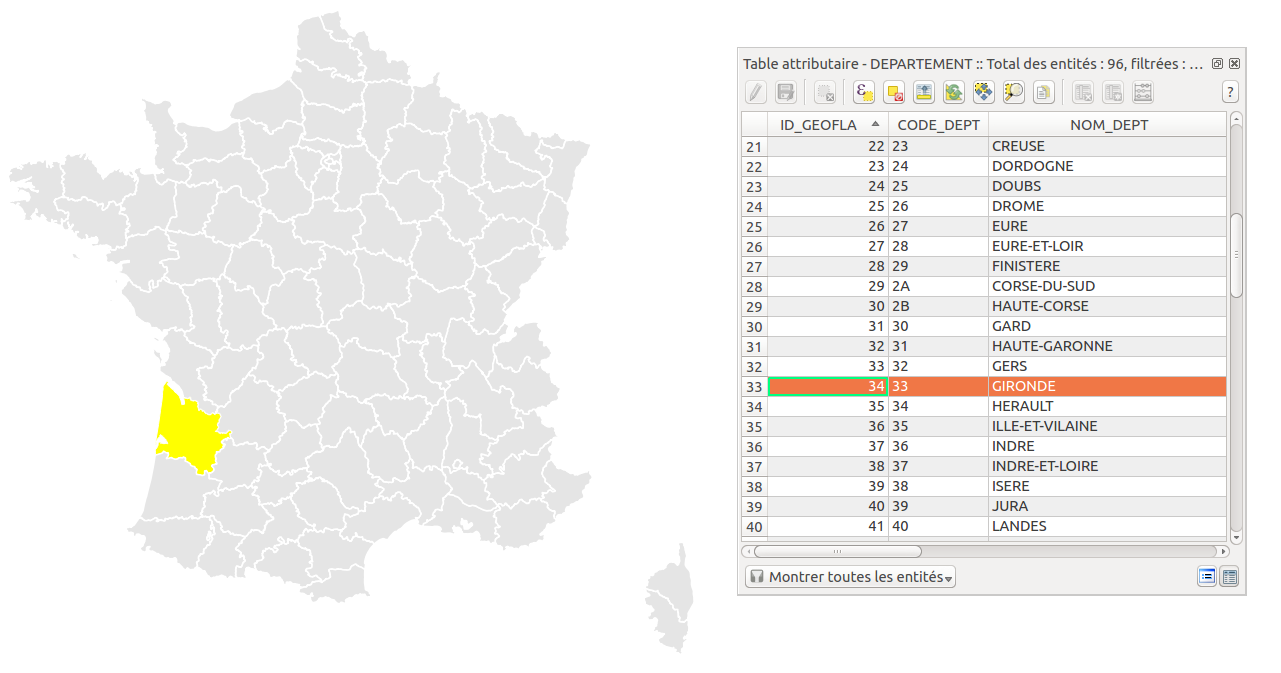 Table attributaire - DEPARTEMENT :: Total des entités : 96, filtrées : …
ε ?
ID_GEOFLA CODE_DEPT NOM_DEPT
21 22 23 CREUSE
22 23 24 DORDOGNE
23 24 25 DOUBS
24 25 26 DROME
25 26 27 EURE
26 27 28 EURE-ET-LOIR
27 28 29 FINISTERE
28 29 2A CORSE-DU-SUD
29 30 2B HAUTE-CORSE
30 31 30 GARD
31 32 31 HAUTE-GARONNE
32 33 32 GERS
33 34 33 GIRONDE
34 35 34 HERAULT
35 36 35 ILLE-ET-VILAINE
36 37 36 INDRE
37 38 37 INDRE-ET-LOIRE
38 39 38 ISERE
39 40 39 JURA
40 41 40 LANDES
Montrer toutes les entités